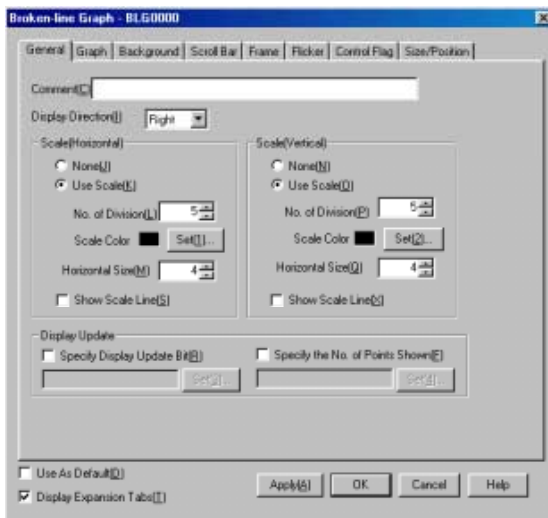 Broken-line Graph - BLG0000
General Graph Background Scroll Bar Frame Flicker Control Flag Size/Position
Comment(C)
Display Direction(I) Right
Scale(Horizontal) Scale(Vertical)
None(J) None(N)
Use Scale(K) Use Scale(O)
No. of Division(L) 5 No. of Division(P) 5
Scale Color Set(1)... Scale Color Set(2)...
Horizontal Size(M) 4 Horizontal Size(Q) 4
Show Scale Line(S) Show Scale Line(X)
Display Update
Specify Display Update Bit(R) Specify the No. of Points Shown(F)
Set(3)... Set(4)...
Use As Default(D)
Display Expansion Tabs(T)
Apply(A) OK Cancel Help